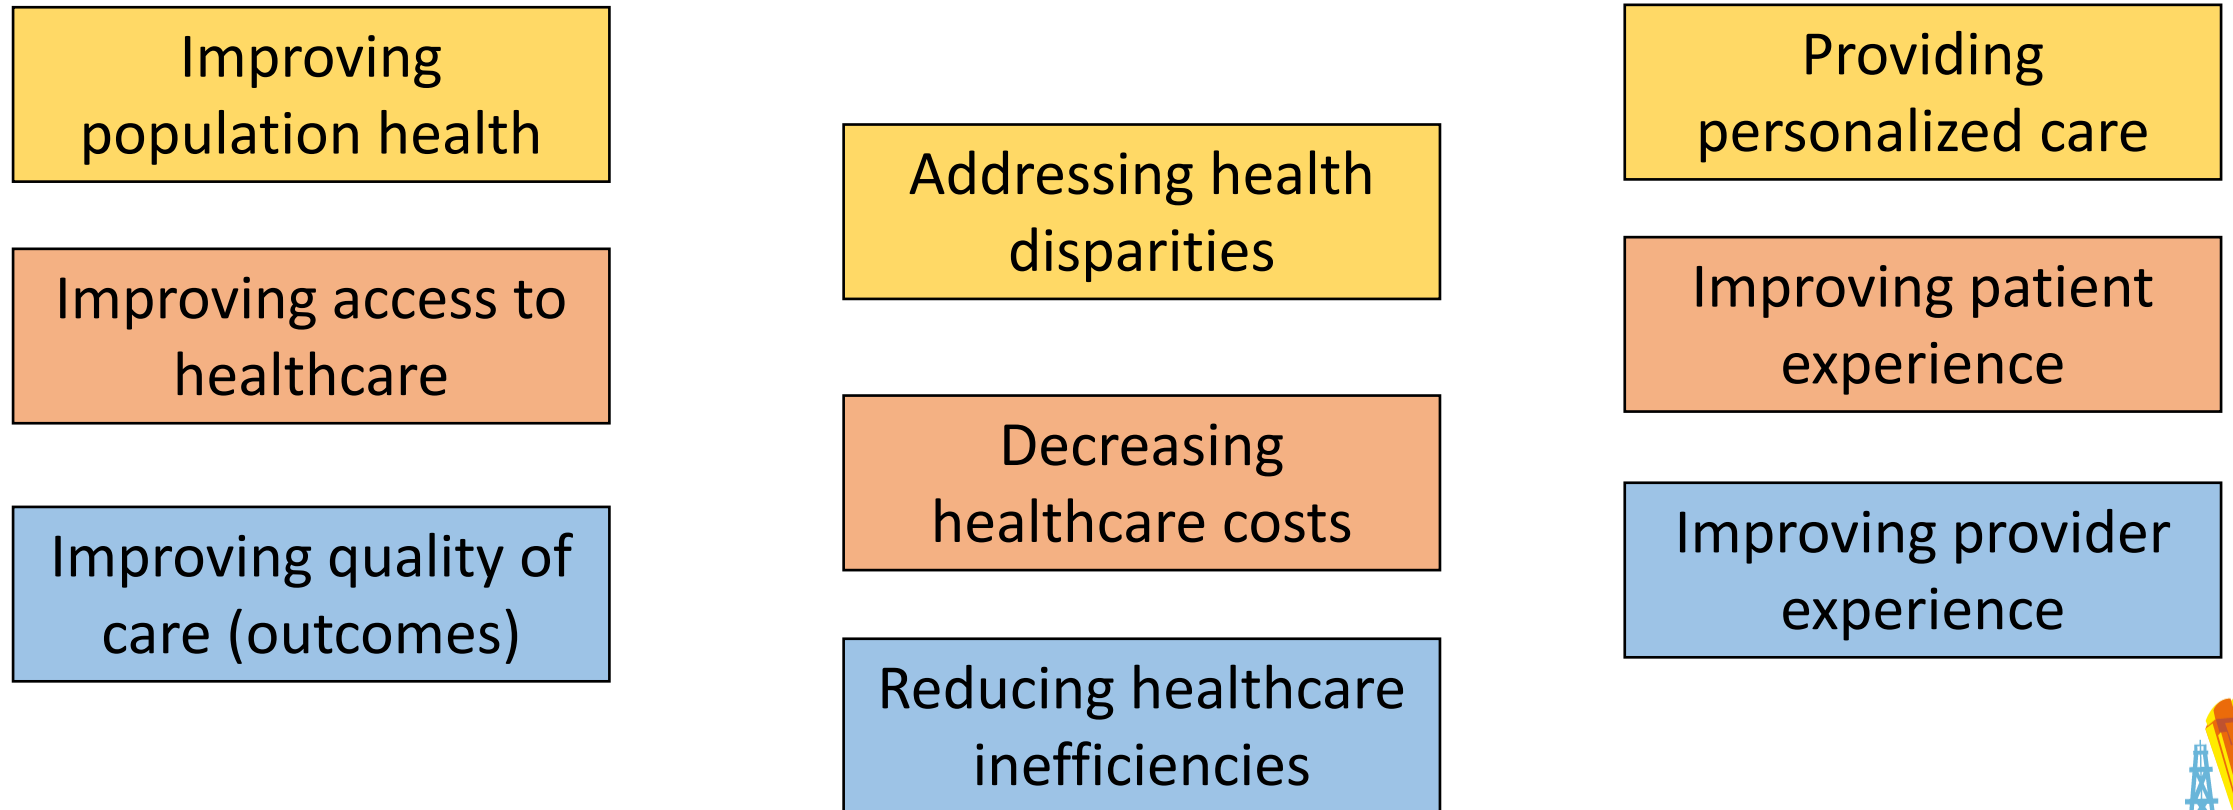 Improving
population health
Improving access to
healthcare
Improving quality of
care (outcomes)
Addressing health
disparities
Decreasing
healthcare costs
Reducing healthcare
inefficiencies
Providing
personalized care
Improving patient
experience
Improving provider
experience